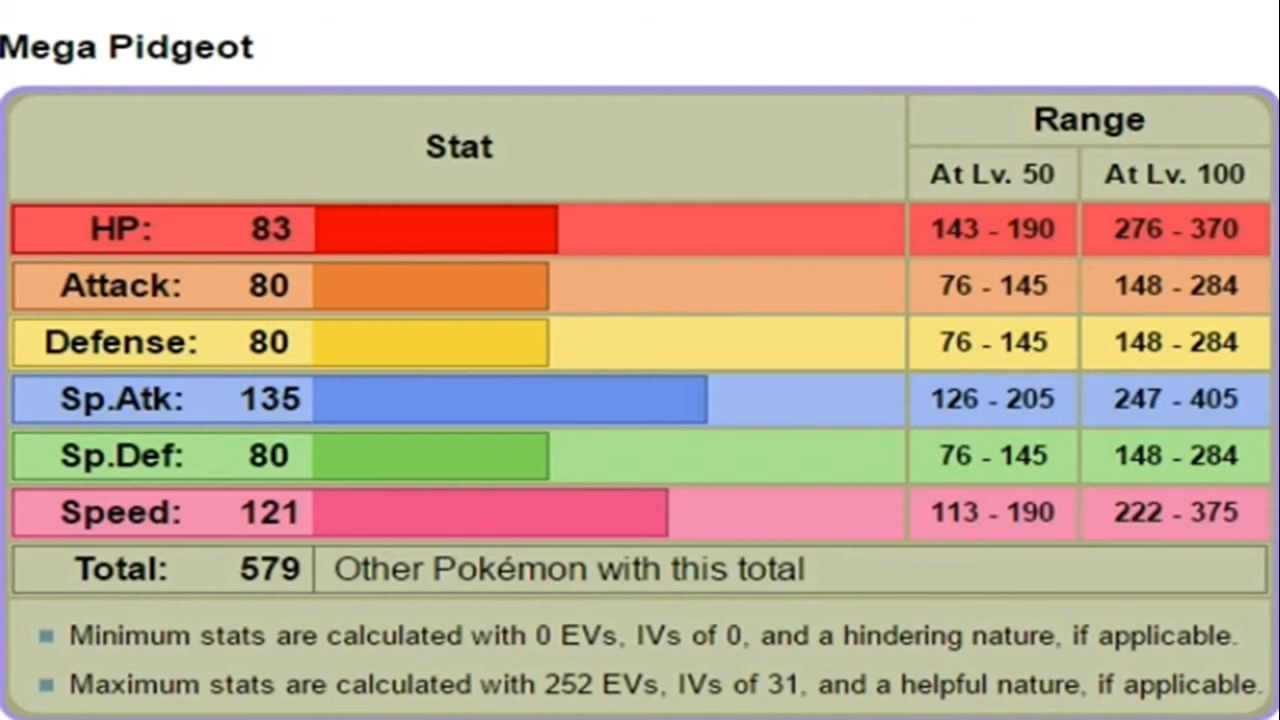 Mega Pidgeot
Stat
Range
At Lv. 50 At Lv. 100
HP: 83 143 - 190 276 - 370
Attack: 80 76 - 145 148 - 284
Defense: 80 76 - 145 148 - 284
Sp.Atk: 135 126 - 205 247 - 405
Sp.Def: 80 76 - 145 148 - 284
Speed: 121 113 - 190 222 - 375
Total: 579 Other Pokémon with this total
Minimum stats are calculated with 0 EVs, IVs of 0, and a hindering nature, if applicable.
Maximum stats are calculated with 252 EVs, IVs of 31, and a helpful nature, if applicable.